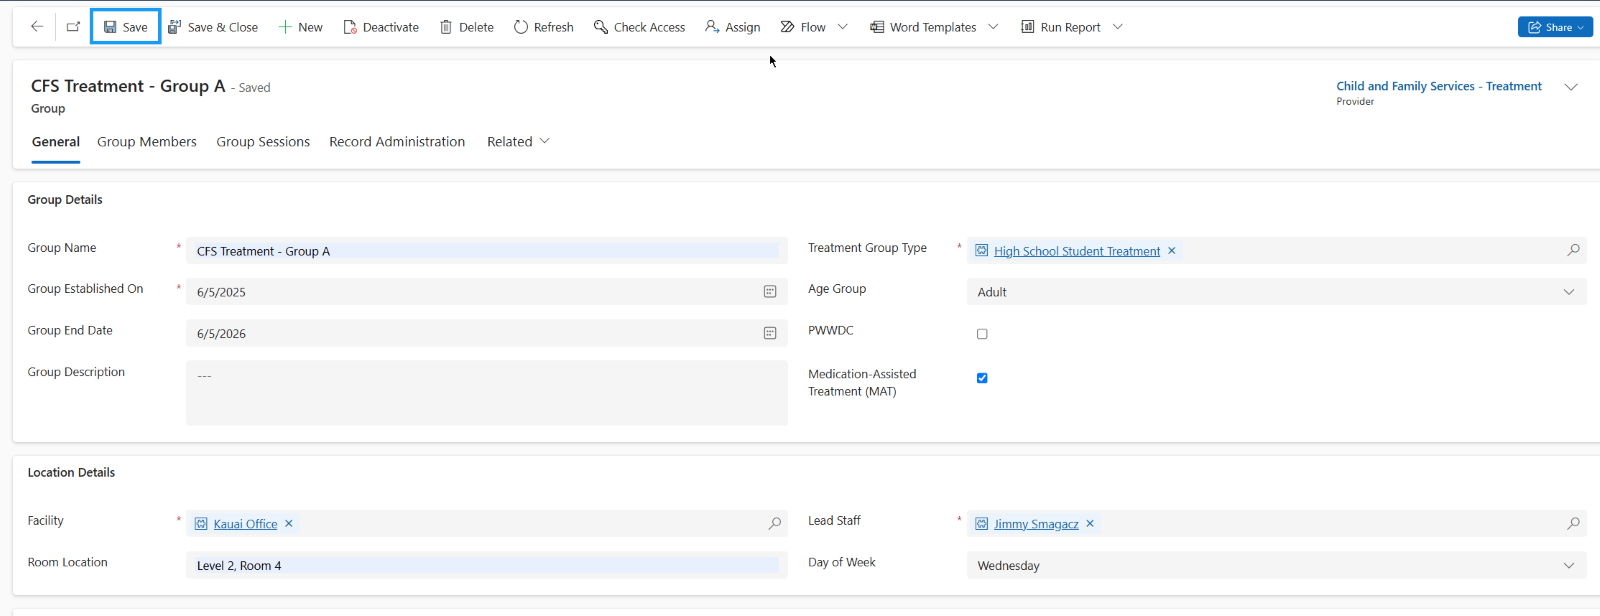 Save Save & Close New Deactivate Delete Refresh Check Access Assign Flow Word Templates Run Report Share
CFS Treatment - Group A - Saved
Group
Child and Family Services - Treatment
Provider
General Group Members Group Sessions Record Administration Related
Group Details
Group Name * CFS Treatment - Group A
Treatment Group Type * High School Student Treatment
Group Established On * 6/5/2025
Age Group Adult
Group End Date 6/5/2026
PWWDC
Group Description ---
Medication-Assisted
Treatment (MAT)
Location Details
Facility * Kauai Office
Lead Staff * Jimmy Smagacz
Room Location Level 2, Room 4
Day of Week Wednesday